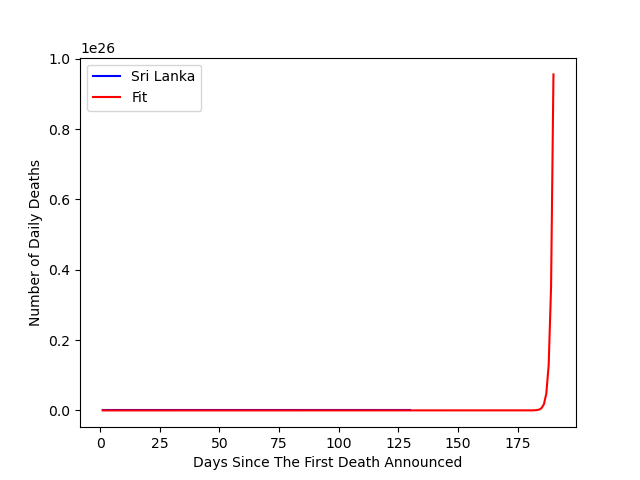 1e26
Sri Lanka
Fit
1.0
0.8
0.6
0.4
0.2
0.0
Number of Daily Deaths
0 25 50 75 100 125 150 175
Days Since The First Death Announced